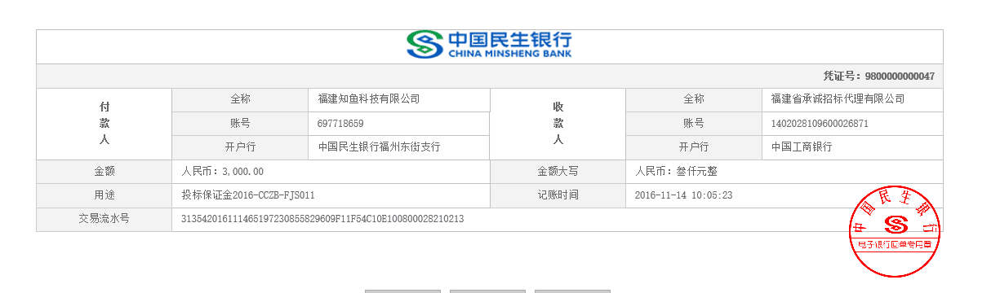 中国民生银行
CHINA MINSHENG BANK
凭证号：9800000000047
付款人
全称 福建知鱼科技有限公司
账号 697718659
开户行 中国民生银行福州东街支行
收款人
全称 福建省承诚招标代理有限公司
账号 1402028109600026871
开户行 中国工商银行
金额 人民币：3,000.00 金额大写 人民币：叁仟元整
用途 投标保证金2016-CCZB-FJS011 记账时间 2016-11-14 10:05:23
交易流水号 313542016111465197230855829609F11F54C10E100800028210213
中国民生银行
电子银行回单专用章